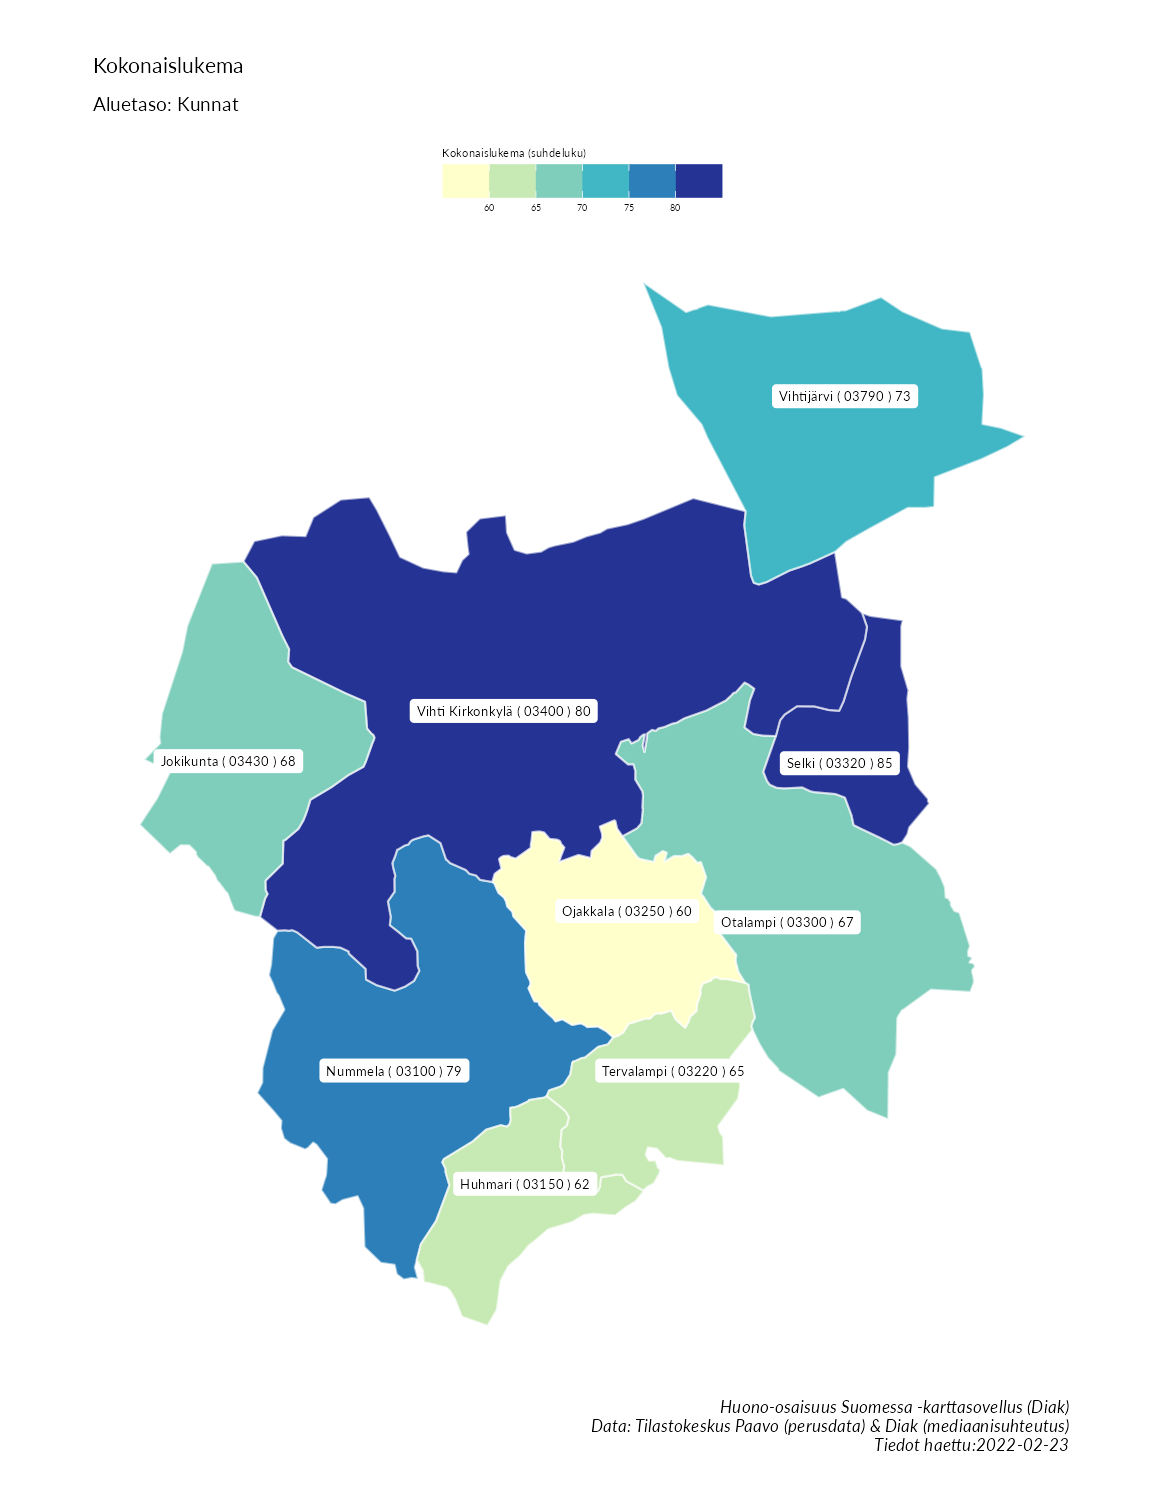 Kokonaislukema
Aluetaso: Kunnat
Kokonaislukema (suhdeluku)
60 65 70 75 80
Vihtijärvi ( 03790 ) 73
Vihti Kirkonkylä ( 03400 ) 80
Jokikunta ( 03430 ) 68
Selki ( 03320 ) 85
Ojakkala ( 03250 ) 60
Otalampi ( 03300 ) 67
Nummela ( 03100 ) 79
Tervalampi ( 03220 ) 65
Huhmari ( 03150 ) 62
Huono-osaisuus Suomessa -karttasovellus (Diak)
Data: Tilastokeskus Paavo (perusdata) & Diak (mediaanisuhteutus)
Tiedot haettu:2022-02-23